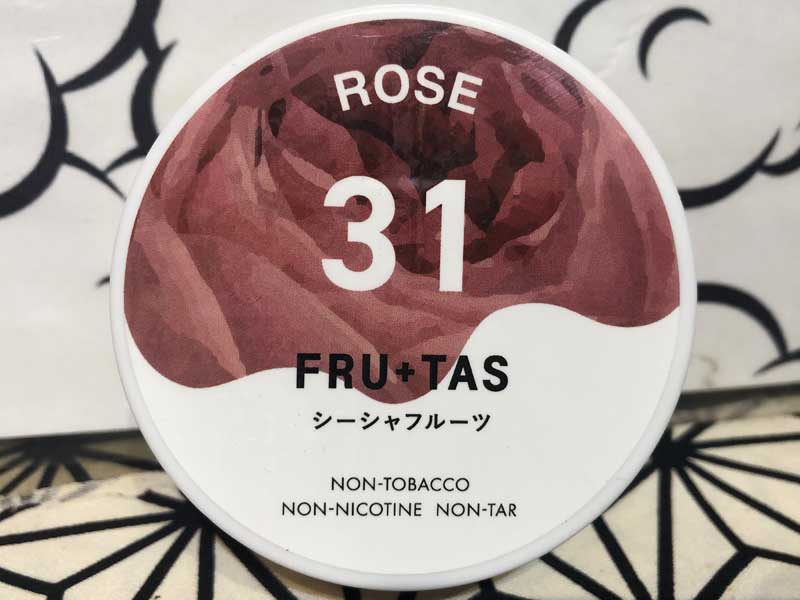 ROSE
31
FRU+TAS
シーシャフルーツ
NON-TOBACCO
NON-NICOTINE NON-TAR